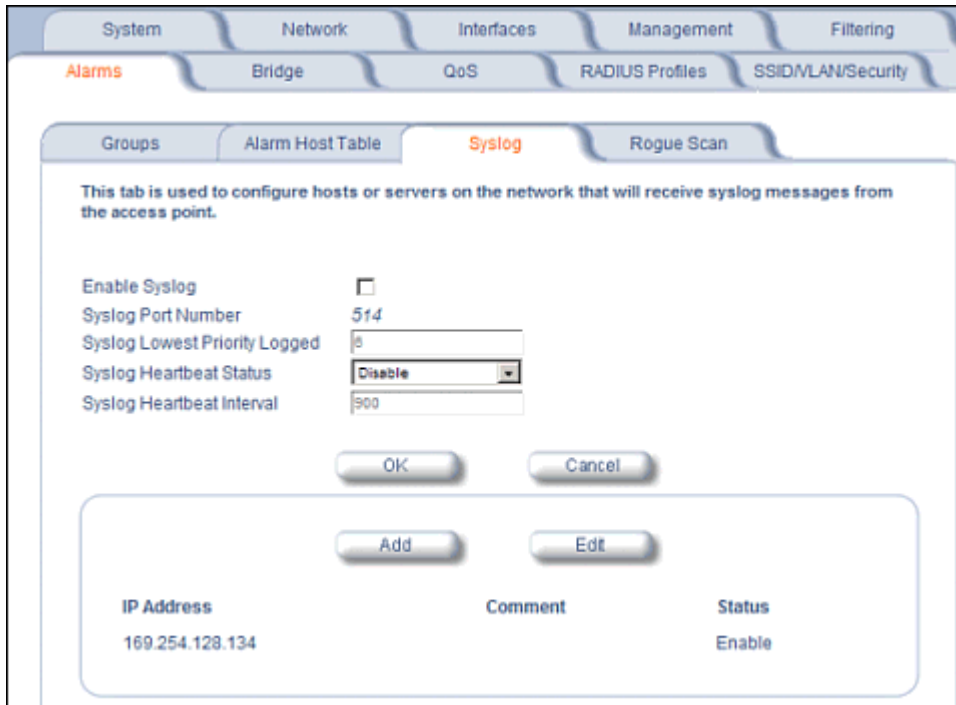 System Network Interfaces Management Filtering
Alarms Bridge QoS RADIUS Profiles SSID/VLAN/Security
Groups Alarm Host Table Syslog Rogue Scan
This tab is used to configure hosts or servers on the network that will receive syslog messages from
the access point.
Enable Syslog
Syslog Port Number 514
Syslog Lowest Priority Logged 6
Syslog Heartbeat Status Disable
Syslog Heartbeat Interval 900
OK Cancel
Add Edit
IP Address Comment Status
169.254.128.134 Enable